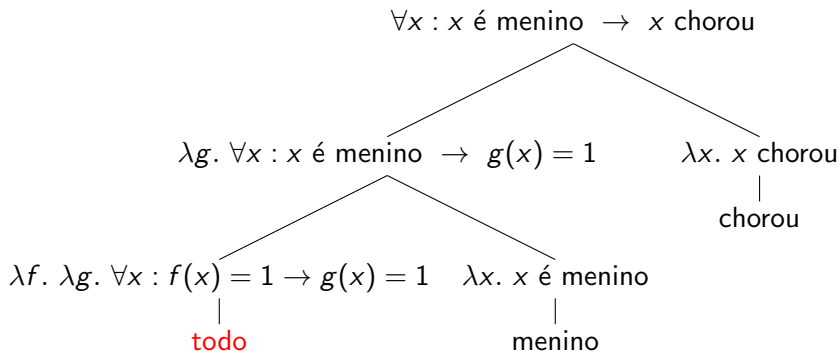 ∀x : x é menino → x chorou
λg. ∀x : x é menino → g(x) = 1
λx. x chorou
chorou
λf. λg. ∀x : f(x) = 1 → g(x) = 1
λx. x é menino
todo
menino